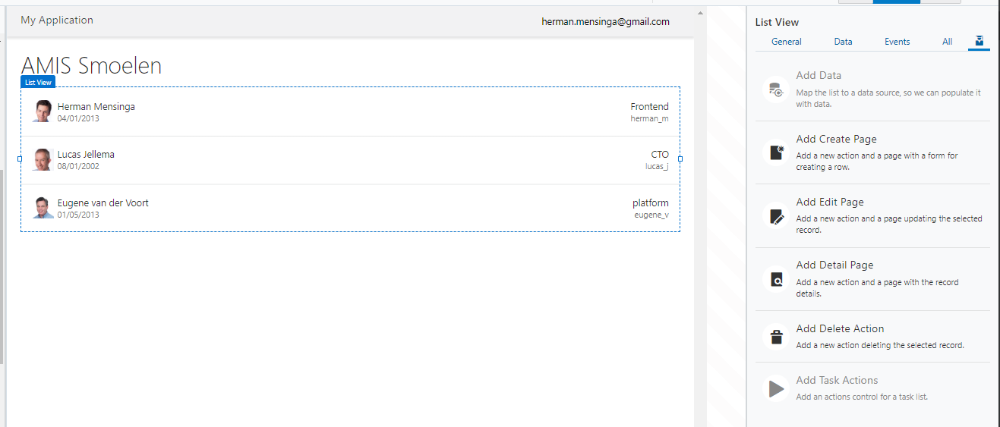 My Application
herman.mensinga@gmail.com
AMIS Smoelen
List View
Herman Mensinga
04/01/2013
Frontend
herman_m
Lucas Jellema
08/01/2002
CTO
lucas_j
Eugene van der Voort
01/05/2013
platform
eugene_v
List View
General Data Events All
Add Data
Map the list to a data source, so we can populate it
with data.
Add Create Page
Add a new action and a page with a form for
creating a row.
Add Edit Page
Add a new action and a page updating the selected
record.
Add Detail Page
Add a new action and a page with the record
details.
Add Delete Action
Add a new action deleting the selected record.
Add Task Actions
Add an actions control for a task list.